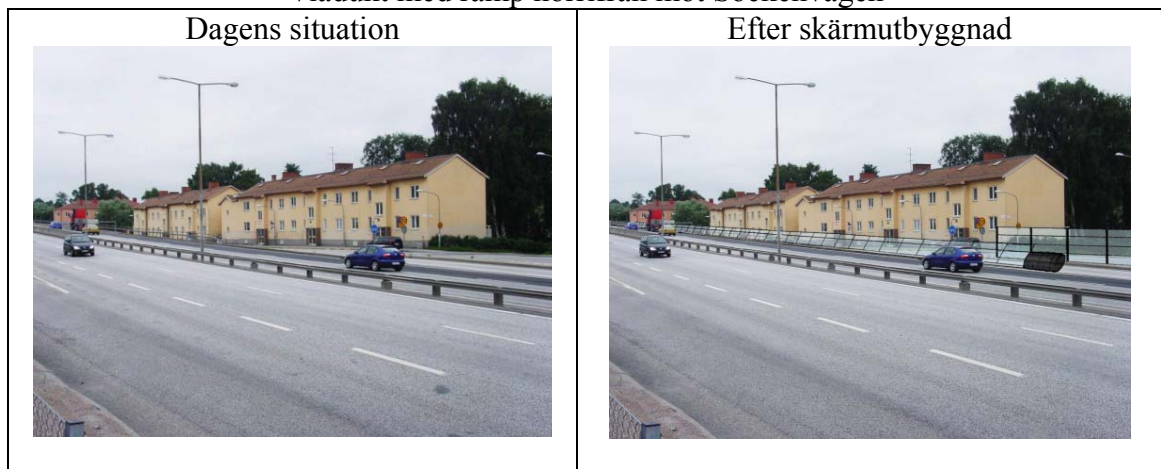 Viadukt med ramp norrifrån mot Sockenvägen
Dagens situation
Efter skärmutbyggnad